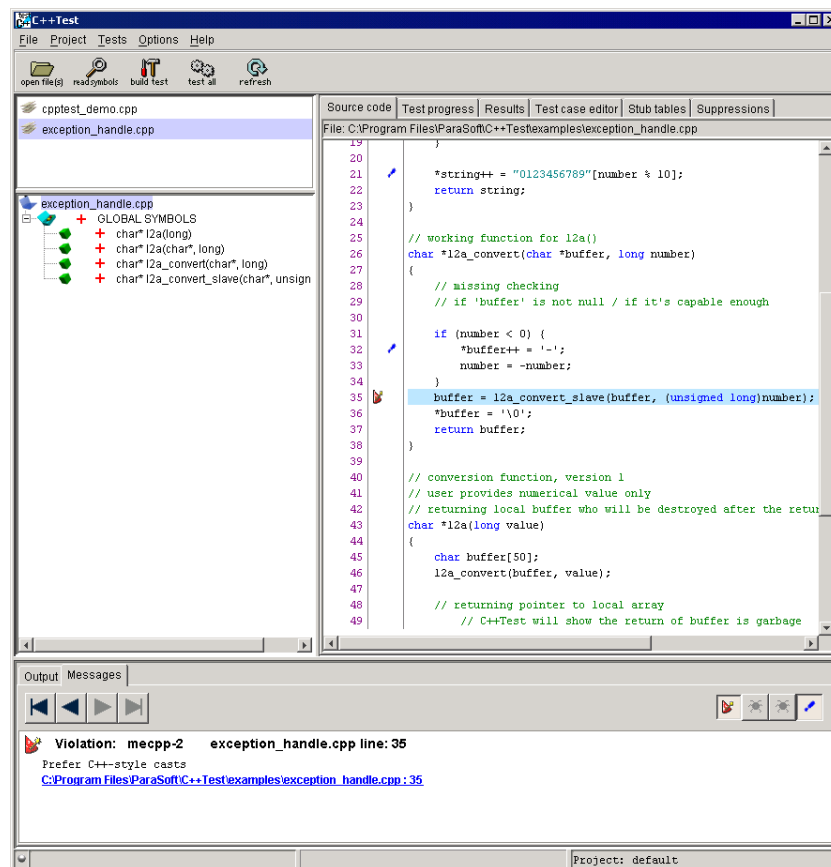 C++Test
File Project Tests Options Help
open file(s) read symbols build test test all refresh
cpptest_demo.cpp
exception_handle.cpp
exception_handle.cpp
GLOBAL SYMBOLS
char* l2a(long)
char* l2a(char*, long)
char* l2a_convert(char*, long)
char* l2a_convert_slave(char*, unsign
Source code Test progress Results Test case editor Stub tables Suppressions
File: C:\Program Files\ParaSoft\C++Test\examples\exception_handle.cpp
19 }
20
21 *string++ = "0123456789"[number % 10];
22 return string;
23 }
24
25 // working function for l2a()
26 char *l2a_convert(char *buffer, long number)
27 {
28 // missing checking
29 // if 'buffer' is not null / if it's capable enough
30
31 if (number < 0) {
32 *buffer++ = '-';
33 number = -number;
34 }
35 buffer = l2a_convert_slave(buffer, (unsigned long)number);
36 *buffer = '\0';
37 return buffer;
38 }
39
40 // conversion function, version 1
41 // user provides numerical value only
42 // returning local buffer who will be destroyed after the retur
43 char *l2a(long value)
44 {
45 char buffer[50];
46 l2a_convert(buffer, value);
47
48 // returning pointer to local array
49 // C++Test will show the return of buffer is garbage
Output Messages
Violation: mecpp-2 exception_handle.cpp line: 35
Prefer C++-style casts
C:\Program Files\ParaSoft\C++Test\examples\exception_handle.cpp : 35
Project: default